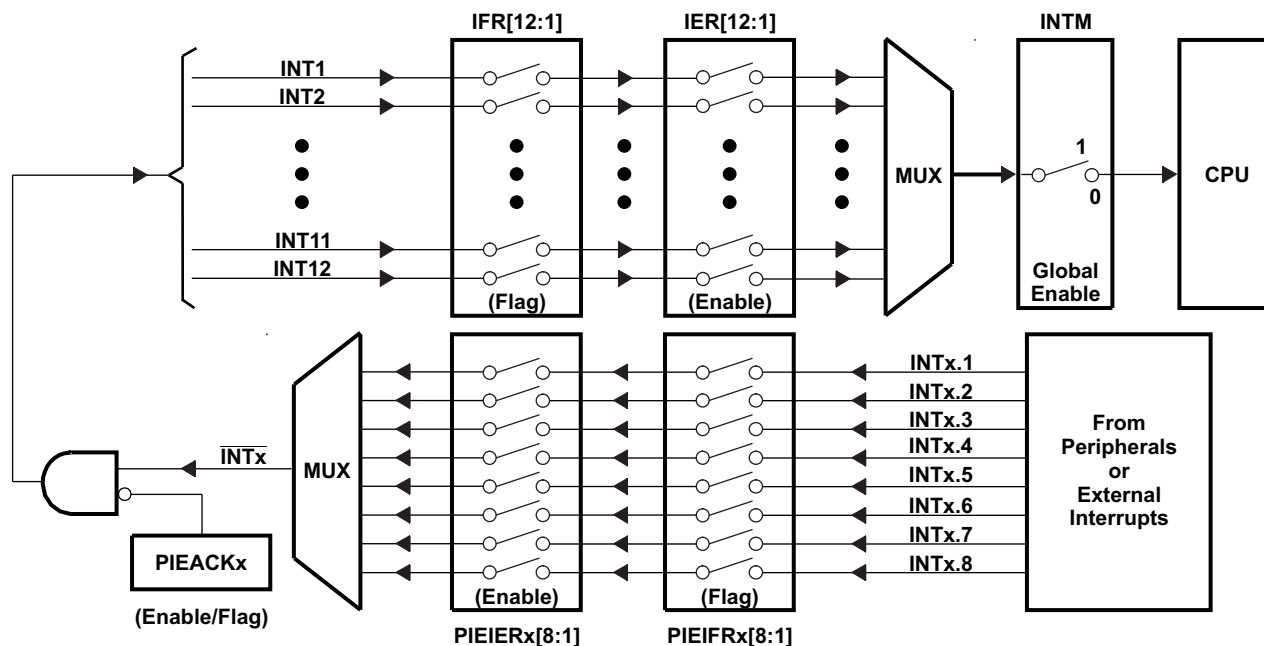 IFR[12:1]
IER[12:1]
INTM
INT1
INT2
INT11
INT12
(Flag)
(Enable)
MUX
1
0
Global
Enable
CPU
INTx
MUX
PIEACKx
(Enable/Flag)
(Enable)
PIEIERx[8:1]
(Flag)
PIEIFRx[8:1]
INTx.1
INTx.2
INTx.3
INTx.4
INTx.5
INTx.6
INTx.7
INTx.8
From
Peripherals
or
External
Interrupts